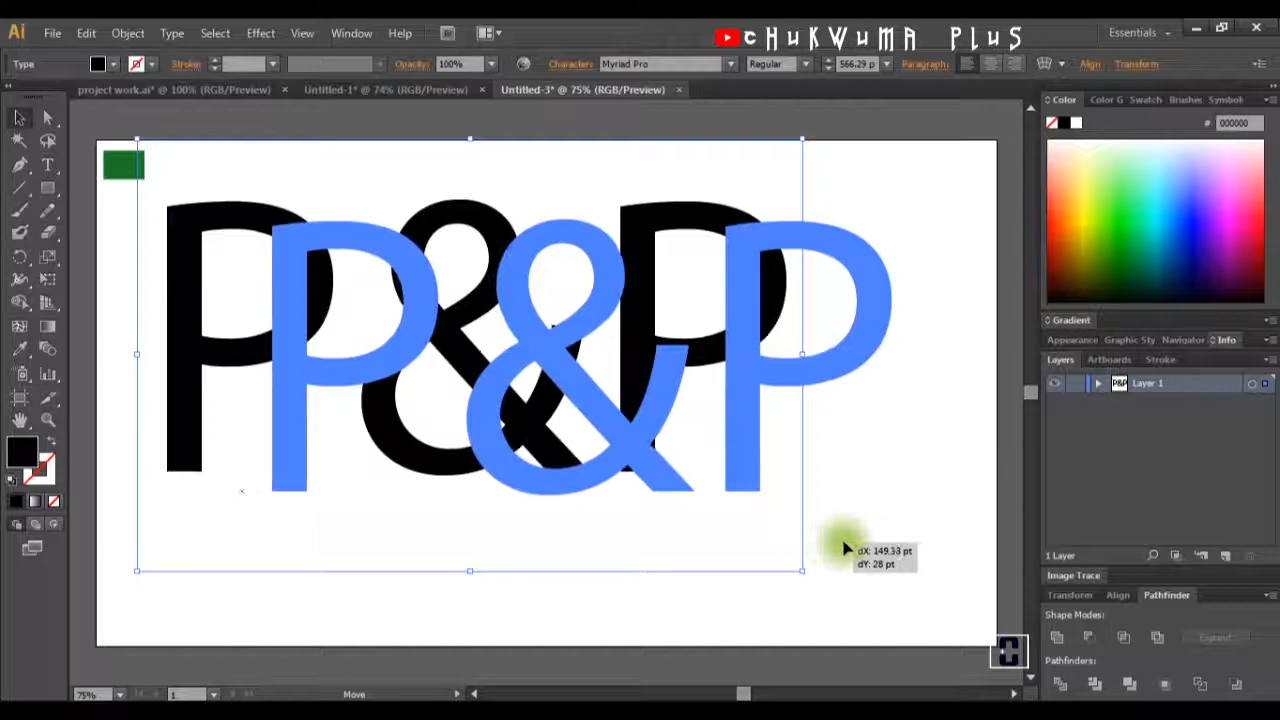 Ai File Edit Object Type Select Effect View Window Help Br
CHUKWUMA PLUS
Essentials
Type Stroke: Opacity: 100% Characters: Myriad Pro Regular 566.29 p Paragraph: Align Transform
project work.ai* @ 100% (RGB/Preview) × Untitled-1* @ 74% (RGB/Preview) × Untitled-3* @ 75% (RGB/Preview) ×
Color Color G Swatch Brushes Symbols
# 000000
P&P
P&P
Gradient
Appearance Graphic Sty Navigator Info
Layers Artboards Stroke
P&P Layer 1
dX: 149.33 pt
dY: 28 pt
1 Layer
Image Trace
Transform Align Pathfinder
Shape Modes:
Expand
Pathfinders:
75% 1 Move